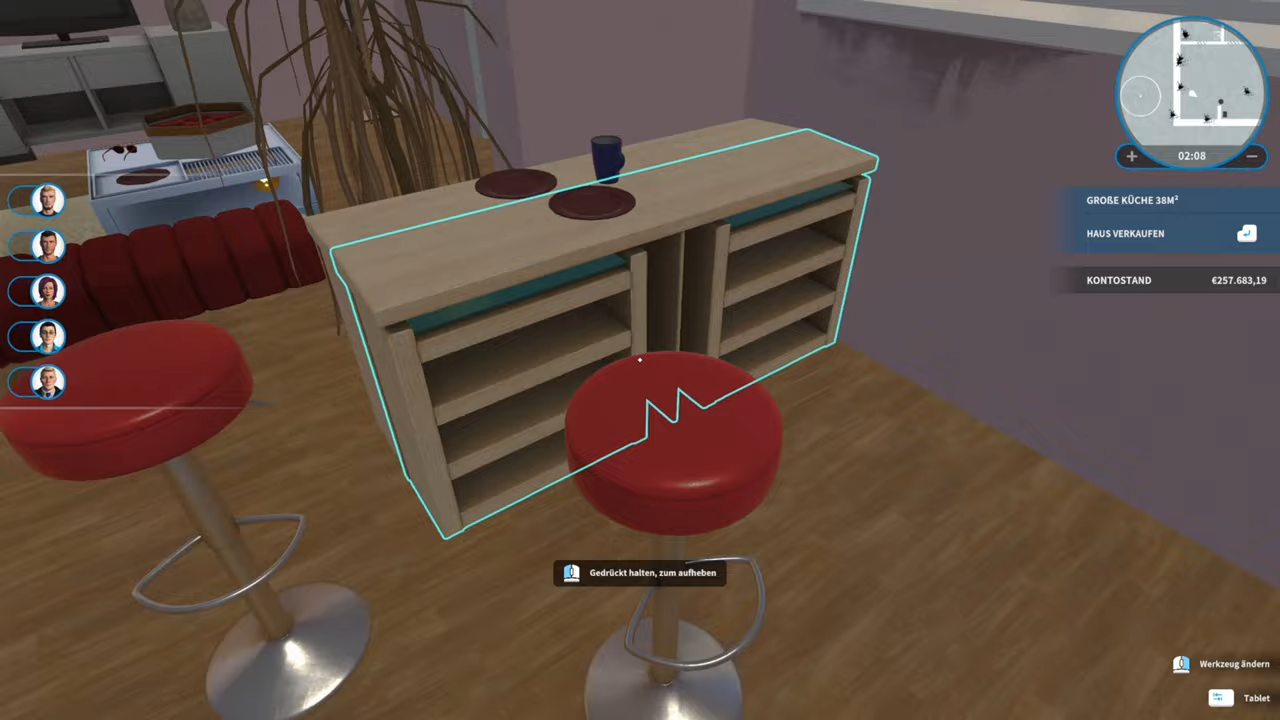 +
02:08
−
GROßE KÜCHE 38M²
HAUS VERKAUFEN
KONTOSTAND €257.683,19
Gedrückt halten, zum aufheben
Werkzeug ändern
Tablet